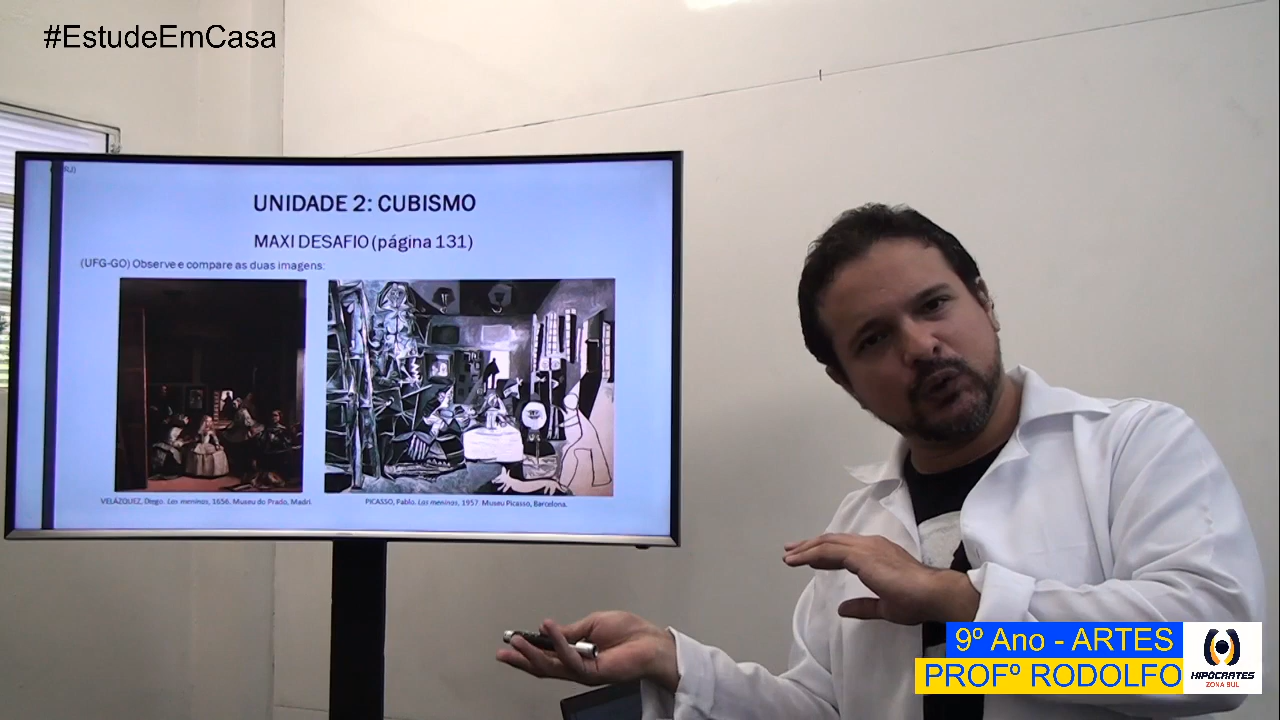 #EstudeEmCasa
UNIDADE 2: CUBISMO
MAXI DESAFIO (página 131)
(UFG-GO) Observe e compare as duas imagens:
VELÁZQUEZ, Diego. Las meninas, 1656. Museu do Prado, Madri.
PICASSO, Pablo. Las meninas, 1957. Museu Picasso, Barcelona.
9º Ano - ARTES
PROFº RODOLFO
HIPÓCRATES
ZONA SUL